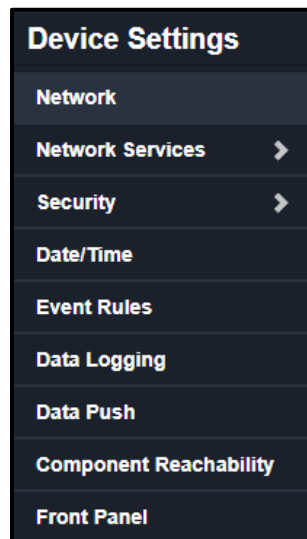 Device Settings
Network
Network Services
Security
Date/Time
Event Rules
Data Logging
Data Push
Component Reachability
Front Panel